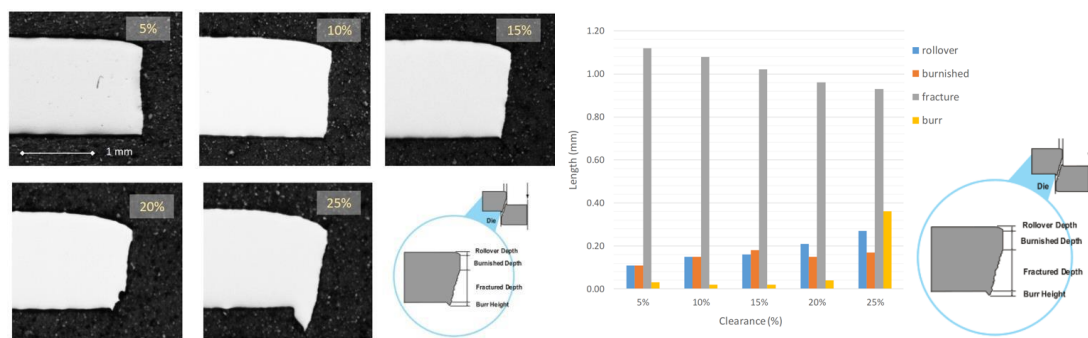 5%
10%
15%
1 mm
20%
25%
Die
Rollover Depth
Burnished Depth
Fractured Depth
Burr Height
1.20
1.00
0.80
0.60
0.40
0.20
0.00
Length (mm)
5%
10%
15%
20%
25%
Clearance (%)
rollover
burnished
fracture
burr
Die
Rollover Depth
Burnished Depth
Fractured Depth
Burr Height